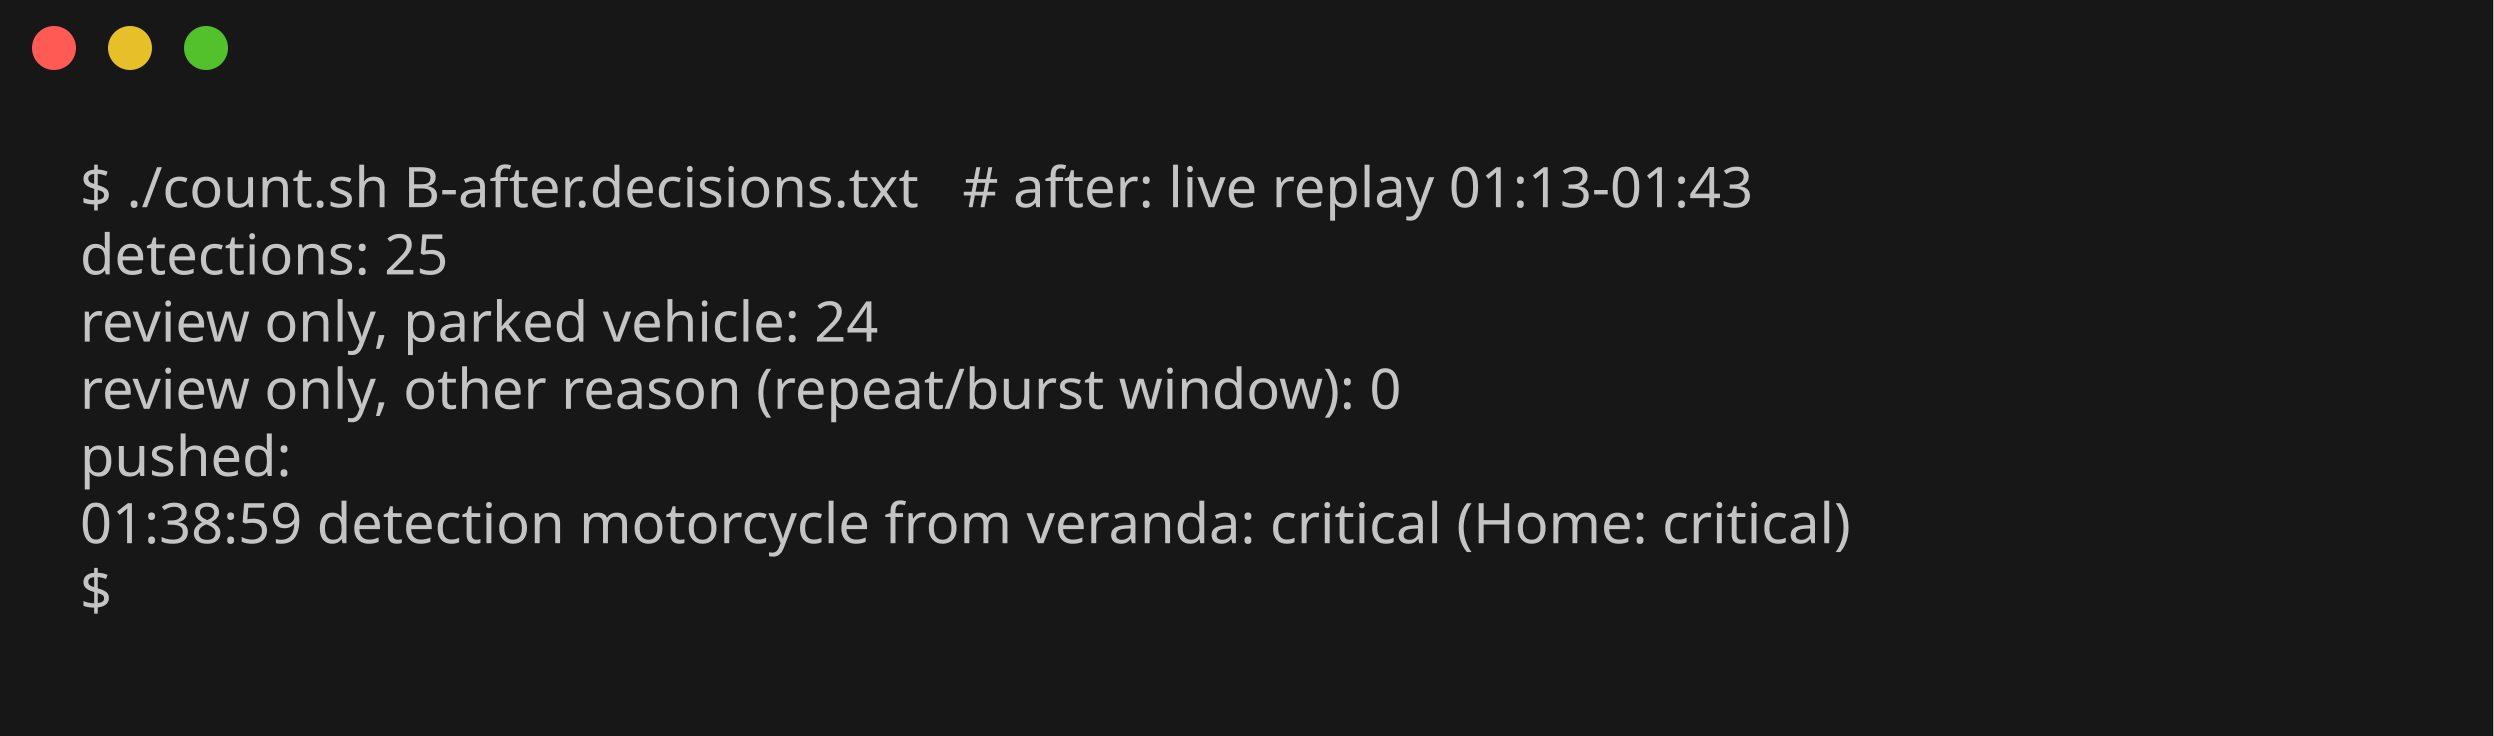 $ ./count.sh B-after.decisions.txt # after: live replay 01:13-01:43
detections: 25
review only, parked vehicle: 24
review only, other reason (repeat/burst window): 0
pushed:
01:38:59 detection motorcycle from veranda: critical (Home: critical)
$